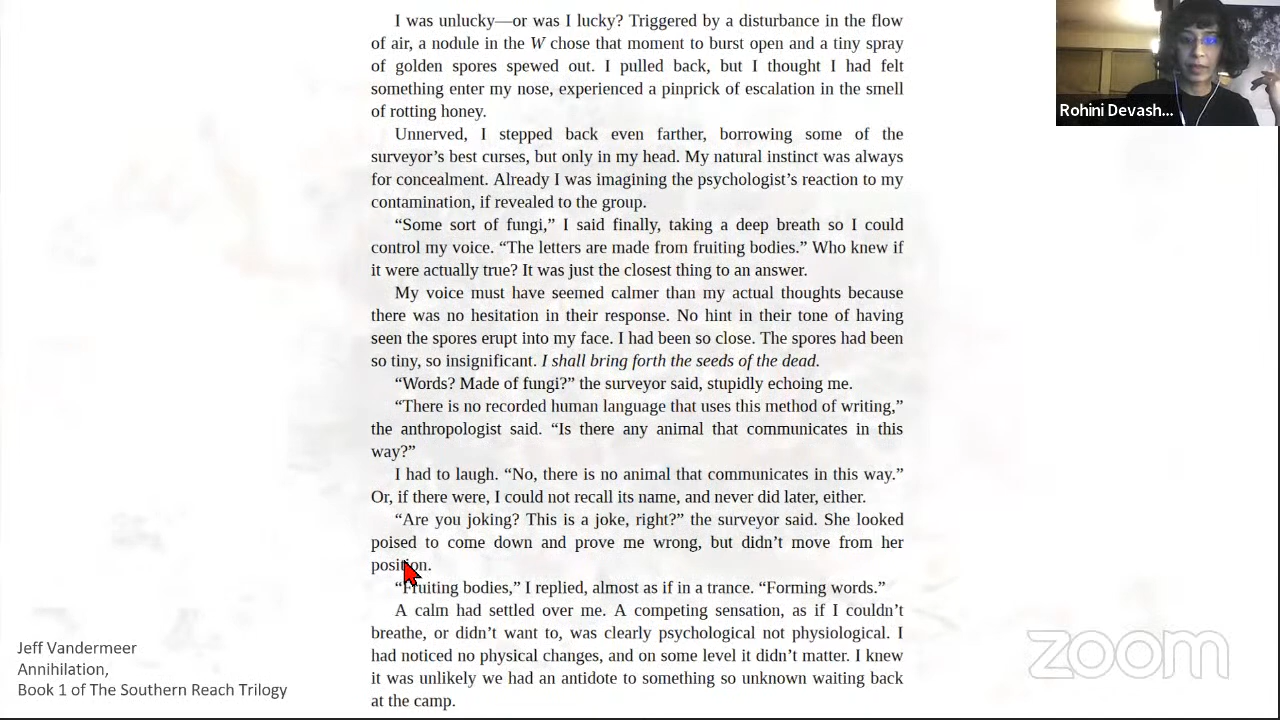 I was unlucky—or was I lucky? Triggered by a disturbance in the flow
of air, a nodule in the W chose that moment to burst open and a tiny spray
of golden spores spewed out. I pulled back, but I thought I had felt
something enter my nose, experienced a pinprick of escalation in the smell
of rotting honey.
Unnerved, I stepped back even farther, borrowing some of the
surveyor’s best curses, but only in my head. My natural instinct was always
for concealment. Already I was imagining the psychologist’s reaction to my
contamination, if revealed to the group.
“Some sort of fungi,” I said finally, taking a deep breath so I could
control my voice. “The letters are made from fruiting bodies.” Who knew if
it were actually true? It was just the closest thing to an answer.
My voice must have seemed calmer than my actual thoughts because
there was no hesitation in their response. No hint in their tone of having
seen the spores erupt into my face. I had been so close. The spores had been
so tiny, so insignificant. I shall bring forth the seeds of the dead.
“Words? Made of fungi?” the surveyor said, stupidly echoing me.
“There is no recorded human language that uses this method of writing,”
the anthropologist said. “Is there any animal that communicates in this
way?”
I had to laugh. “No, there is no animal that communicates in this way.”
Or, if there were, I could not recall its name, and never did later, either.
“Are you joking? This is a joke, right?” the surveyor said. She looked
poised to come down and prove me wrong, but didn’t move from her
position.
“Fruiting bodies,” I replied, almost as if in a trance. “Forming words.”
A calm had settled over me. A competing sensation, as if I couldn’t
breathe, or didn’t want to, was clearly psychological not physiological. I
had noticed no physical changes, and on some level it didn’t matter. I knew
it was unlikely we had an antidote to something so unknown waiting back
at the camp.
Jeff Vandermeer
Annihilation,
Book 1 of The Southern Reach Trilogy
Rohini Devash...
zoom